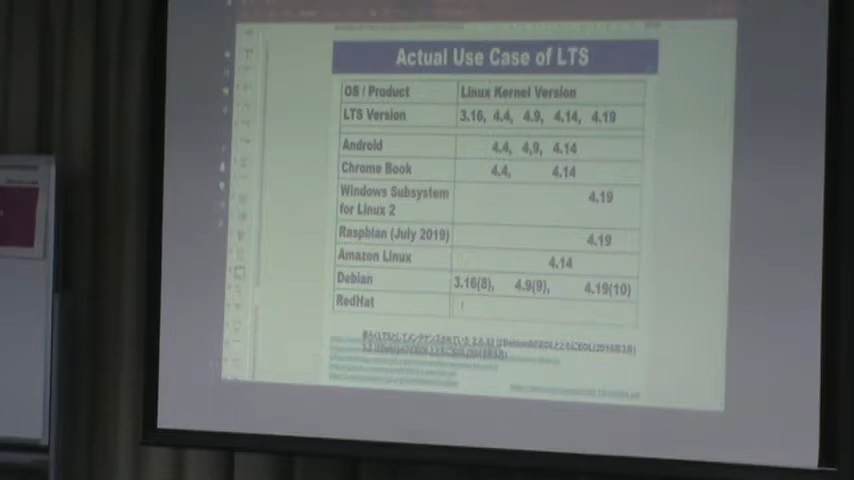 Actual Use Case of LTS
OS / Product Linux Kernel Version
LTS Version 3.16, 4.4, 4.9, 4.14, 4.19
Android 4.4, 4,9, 4.14
Chrome Book 4.4, 4.14
Windows Subsystem
for Linux 2 4.19
Raspbian (July 2019) 4.19
Amazon Linux 4.14
Debian 3.16(8), 4.9(9), 4.19(10)
RedHat